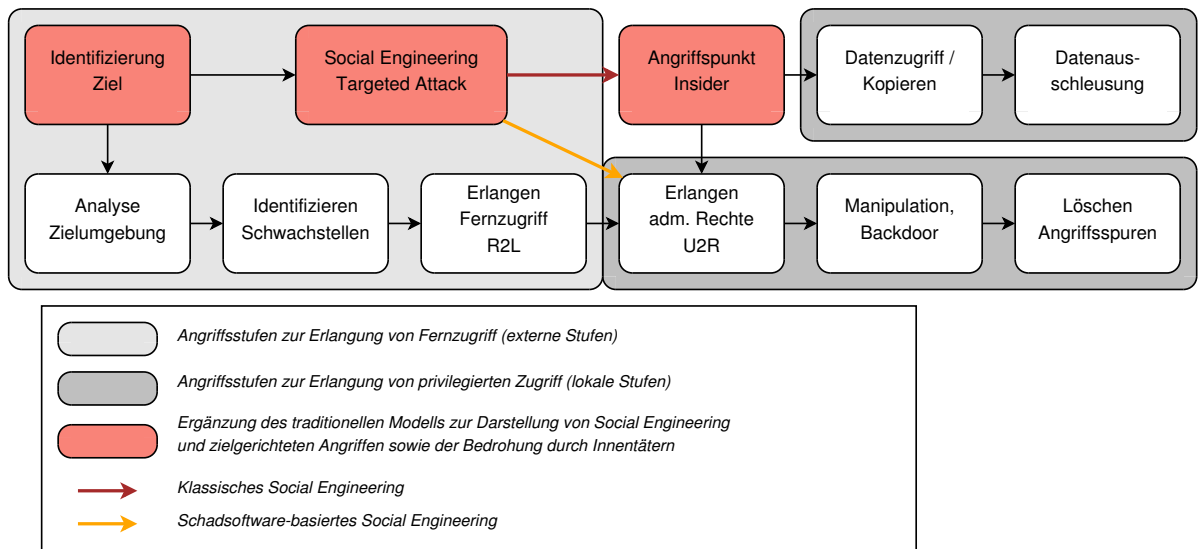 Identifizierung
Ziel
Social Engineering
Targeted Attack
Angriffspunkt
Insider
Datenzugriff /
Kopieren
Datenaus-
schleusung
Analyse
Zielumgebung
Identifizieren
Schwachstellen
Erlangen
Fernzugriff
R2L
Erlangen
adm. Rechte
U2R
Manipulation,
Backdoor
Löschen
Angriffsspuren
Angriffsstufen zur Erlangung von Fernzugriff (externe Stufen)
Angriffsstufen zur Erlangung von privilegierten Zugriff (lokale Stufen)
Ergänzung des traditionellen Modells zur Darstellung von Social Engineering
und zielgerichteten Angriffen sowie der Bedrohung durch Innentätern
Klassisches Social Engineering
Schadsoftware-basiertes Social Engineering